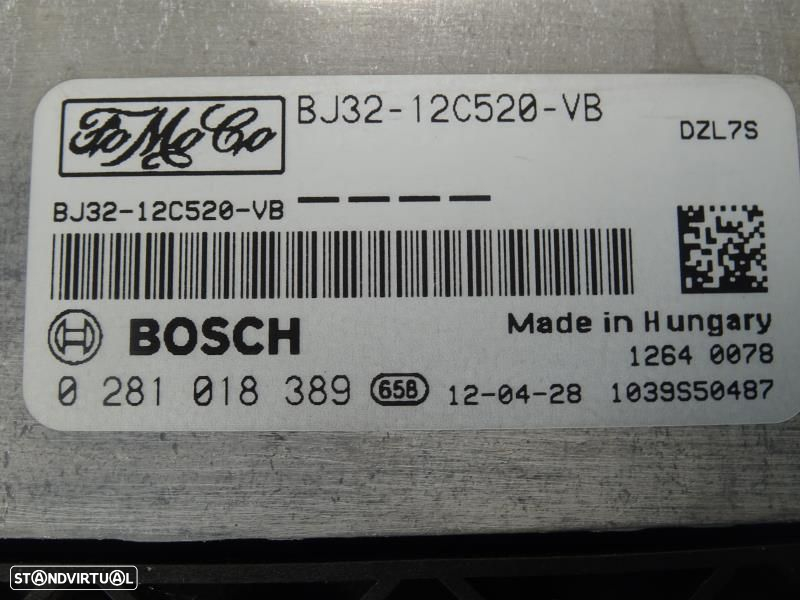 FoMoCo
BJ32-12C520-VB
DZL7S
BJ32-12C520-VB
BOSCH
Made in Hungary
1264 0078
0 281 018 389 658 12-04-28 1039S50487
STANDVIRTUAL